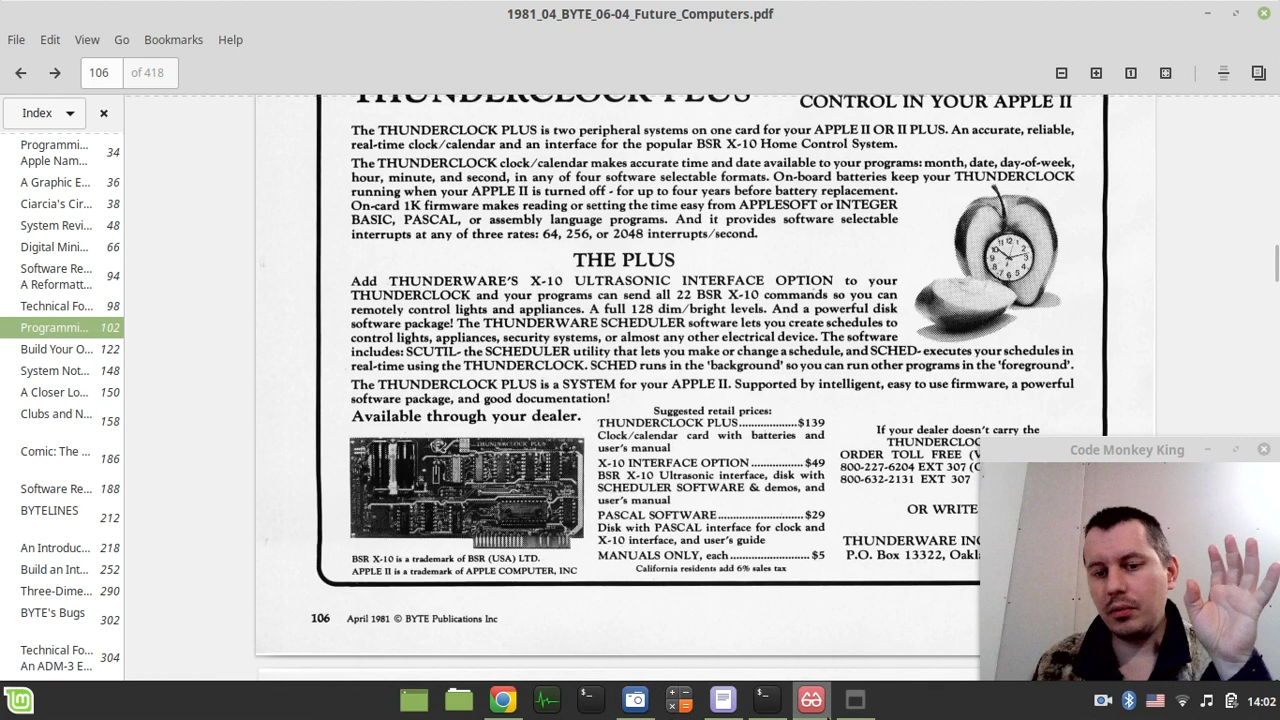 1981_04_BYTE_06-04_Future_Computers.pdf
File Edit View Go Bookmarks Help
106 of 418
Index
Programmi... 34
Apple Nam...
A Graphic E... 36
Ciarcia's Cir... 38
System Revi... 48
Digital Mini... 66
Software Re... 94
A Reformatt...
Technical Fo... 98
Programmi... 102
Build Your O... 122
System Not... 148
A Closer Lo... 150
Clubs and N... 158
Comic: The ... 186
Software Re... 188
BYTELINES 212
An Introduc... 218
Build an Int... 252
Three-Dime... 290
BYTE's Bugs 302
Technical Fo... 304
An ADM-3 E...
THUNDERCLOCK PLUS
CONTROL IN YOUR APPLE II
The THUNDERCLOCK PLUS is two peripheral systems on one card for your APPLE II OR II PLUS. An accurate, reliable,
real-time clock/calendar and an interface for the popular BSR X-10 Home Control System.
The THUNDERCLOCK clock/calendar makes accurate time and date available to your programs: month, date, day-of-week,
hour, minute, and second, in any of four software selectable formats. On-board batteries keep your THUNDERCLOCK
running when your APPLE II is turned off - for up to four years before battery replacement.
On-card 1K firmware makes reading or setting the time easy from APPLESOFT or INTEGER
BASIC, PASCAL, or assembly language programs. And it provides software selectable
interrupts at any of three rates: 64, 256, or 2048 interrupts/second.
THE PLUS
Add THUNDERWARE'S X-10 ULTRASONIC INTERFACE OPTION to your
THUNDERCLOCK and your programs can send all 22 BSR X-10 commands so you can
remotely control lights and appliances. A full 128 dim/bright levels. And a powerful disk
software package! The THUNDERWARE SCHEDULER software lets you create schedules to
control lights, appliances, security systems, or almost any other electrical device. The software
includes: SCUTIL- the SCHEDULER utility that lets you make or change a schedule, and SCHED- executes your schedules in
real-time using the THUNDERCLOCK. SCHED runs in the 'background' so you can run other programs in the 'foreground'.
The THUNDERCLOCK PLUS is a SYSTEM for your APPLE II. Supported by intelligent, easy to use firmware, a powerful
software package, and good documentation!
Available through your dealer.
BSR X-10 is a trademark of BSR (USA) LTD.
APPLE II is a trademark of APPLE COMPUTER, INC
Suggested retail prices:
THUNDERCLOCK PLUS..................$139
Clock/calendar card with batteries and
user's manual
X-10 INTERFACE OPTION ................ $49
BSR X-10 Ultrasonic interface, disk with
SCHEDULER SOFTWARE & demos, and
user's manual
PASCAL SOFTWARE.........................$29
Disk with PASCAL interface for clock and
X-10 interface, and user's guide
MANUALS ONLY, each......................... $5
California residents add 6% sales tax
If your dealer doesn't carry the
THUNDERCLOC
ORDER TOLL FREE (V
800-227-6204 EXT 307 (C
800-632-2131 EXT 307
OR WRITE
THUNDERWARE INC
P.O. Box 13322, Oakl
106 April 1981 © BYTE Publications Inc
Code Monkey King
14:02